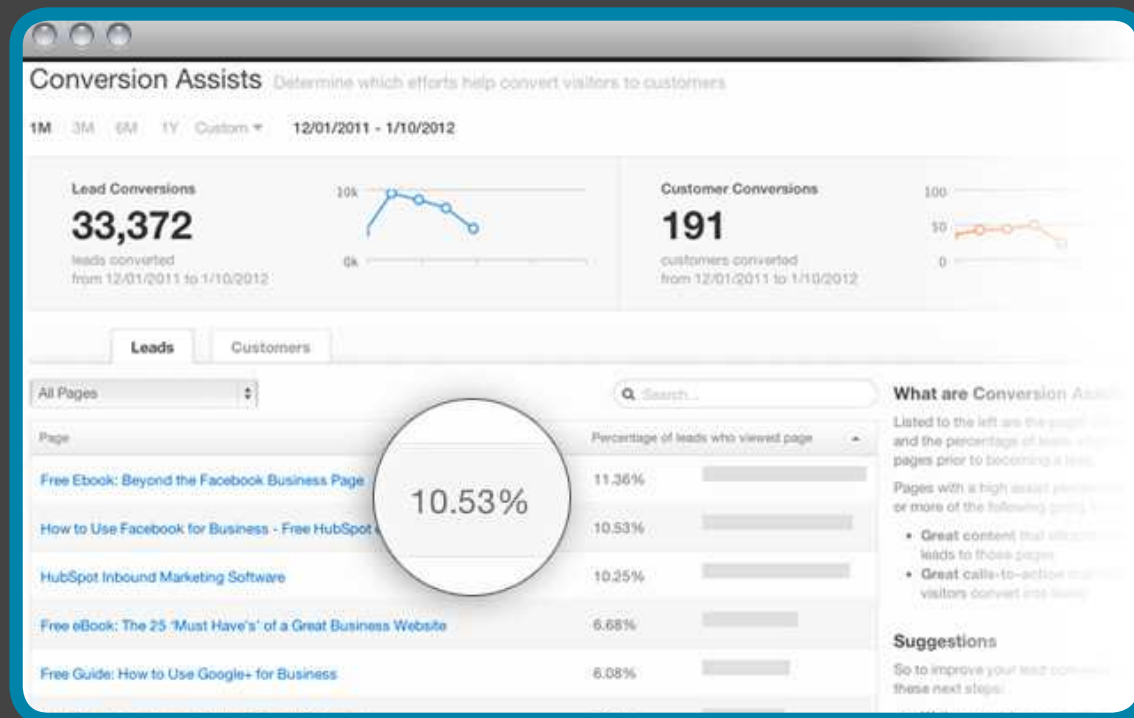 Conversion Assists Determine which efforts help convert visitors to customers
1M 3M 6M 1Y Custom 12/01/2011 - 1/10/2012
Lead Conversions
33,372
leads converted
from 12/01/2011 to 1/10/2012
10k
0k
Customer Conversions
191
customers converted
from 12/01/2011 to 1/10/2012
100
50
0
Leads Customers
All Pages
Search...
Page Percentage of leads who viewed page
Free Ebook: Beyond the Facebook Business Page 11.36%
10.53%
How to Use Facebook for Business - Free HubSpot 10.53%
HubSpot Inbound Marketing Software 10.25%
Free eBook: The 25 'Must Have's' of a Great Business Website 6.68%
Free Guide: How to Use Google+ for Business 6.08%
What are Conversion
Listed to the left are the
and the percentage of leads
pages prior to becoming a lead.
Pages with a high assist
or more of the following
• Great content that
leads to those pages
• Great calls-to-action
visitors convert into leads
Suggestions
So to improve your lead
these next steps: